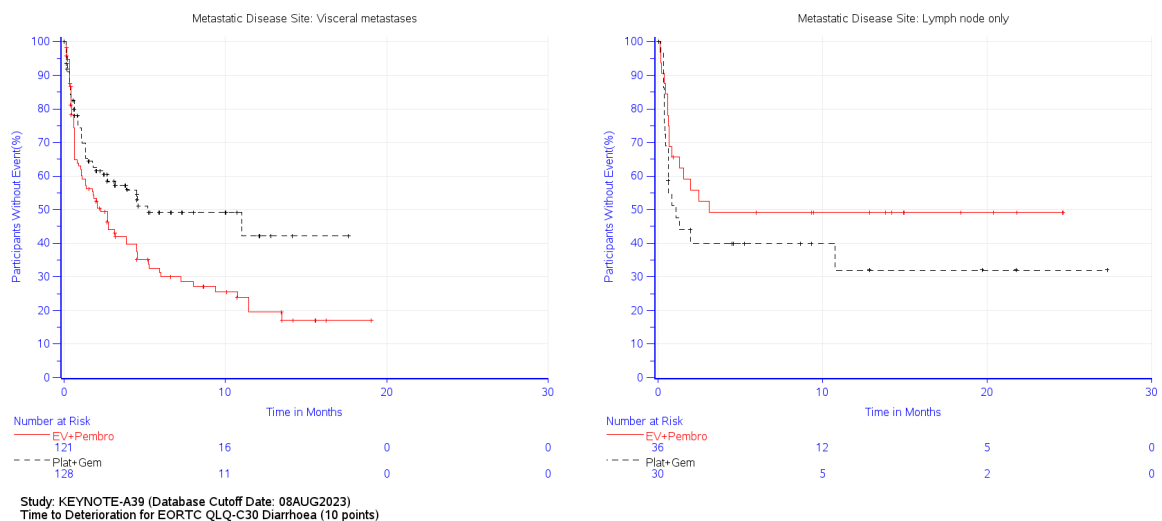 Metastatic Disease Site: Visceral metastases
Participants Without Event(%)
100
90
80
70
60
50
40
30
20
10
0
0 10 20 30
Time in Months
Number at Risk
EV+Pembro
121 16 0 0
Plat+Gem
128 11 0 0
Metastatic Disease Site: Lymph node only
Participants Without Event(%)
100
90
80
70
60
50
40
30
20
10
0
0 10 20 30
Time in Months
Number at Risk
EV+Pembro
36 12 5 0
Plat+Gem
30 5 2 0
Study: KEYNOTE-A39 (Database Cutoff Date: 08AUG2023)
Time to Deterioration for EORTC QLQ-C30 Diarrhoea (10 points)